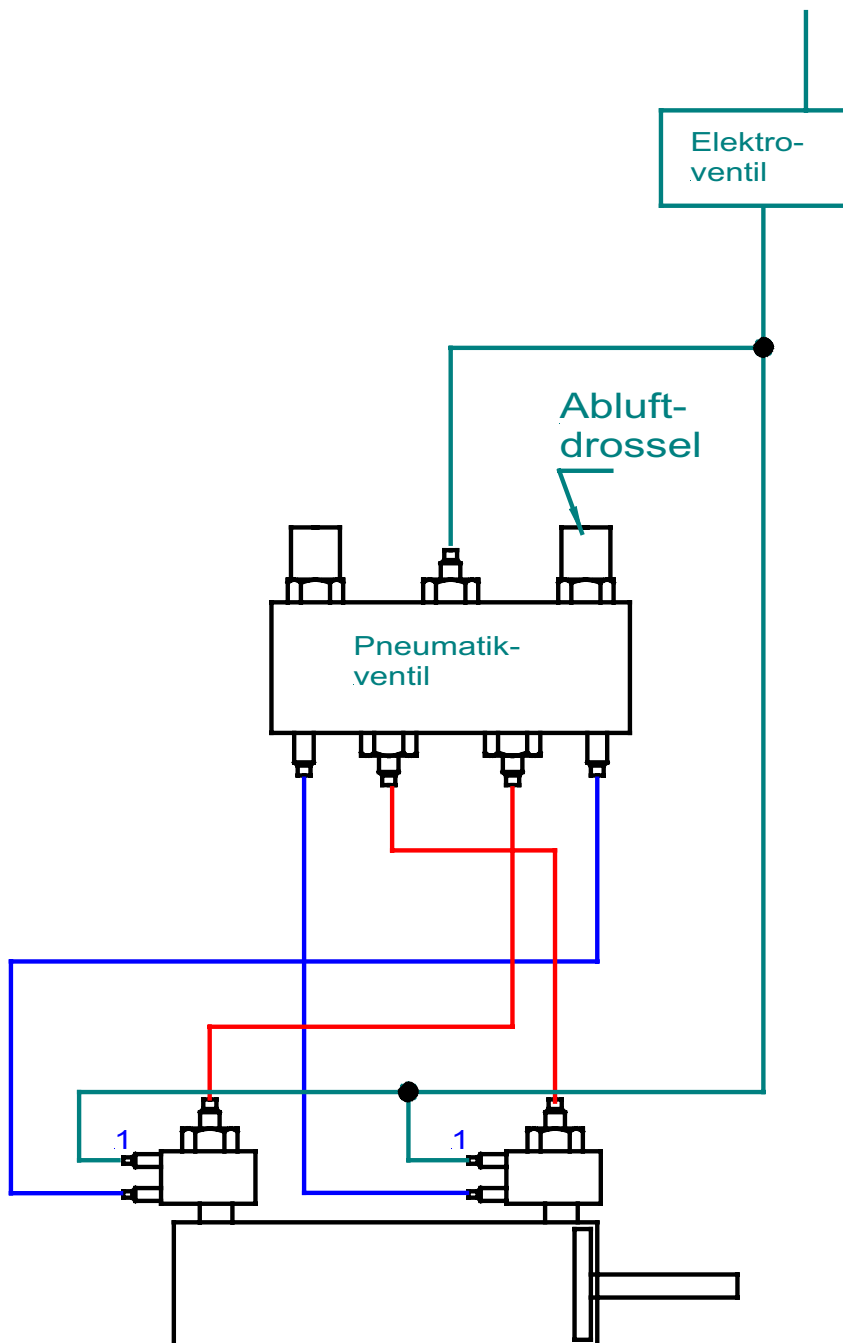 Elektro-
ventil
Abluft-
drossel
Pneumatik-
ventil
1
1